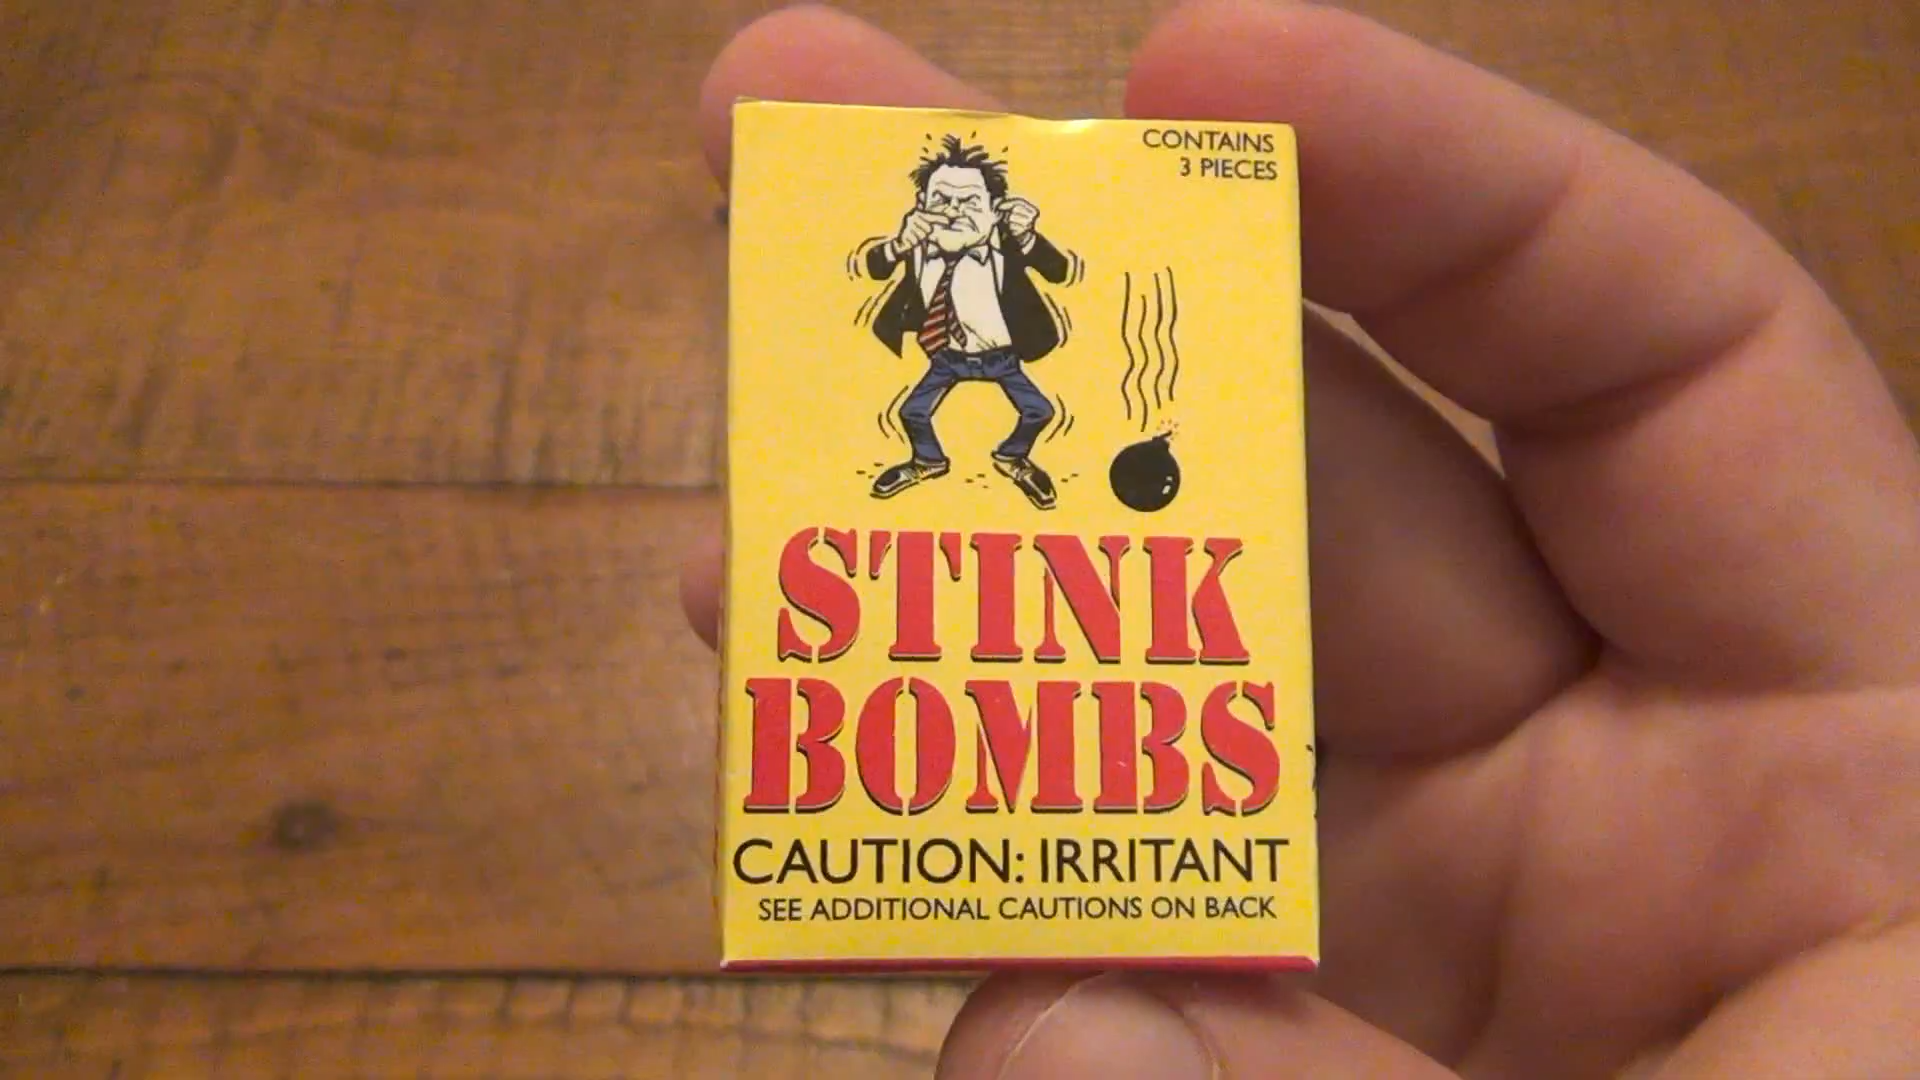 CONTAINS
3 PIECES
STINK
BOMBS
CAUTION: IRRITANT
SEE ADDITIONAL CAUTIONS ON BACK